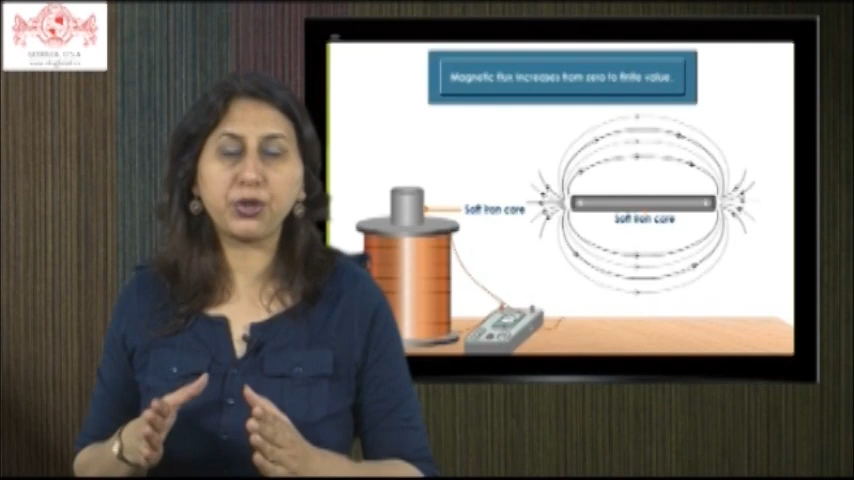 Magnetic flux increases from zero to finite value.
Soft iron core
Soft iron core